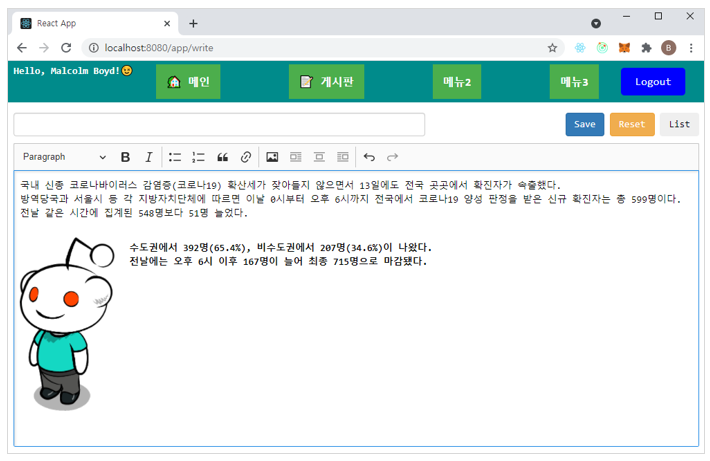 React App
localhost:8080/app/write
B
Hello, Malcolm Boyd!😉
메인
게시판
메뉴2
메뉴3
Logout
Save
Reset
List
Paragraph
B
I
국내 신종 코로나바이러스 감염증(코로나19) 확산세가 잦아들지 않으면서 13일에도 전국 곳곳에서 확진자가 속출했다.
방역당국과 서울시 등 각 지방자치단체에 따르면 이날 0시부터 오후 6시까지 전국에서 코로나19 양성 판정을 받은 신규 확진자는 총 599명이다.
전날 같은 시간에 집계된 548명보다 51명 늘었다.
수도권에서 392명(65.4%), 비수도권에서 207명(34.6%)이 나왔다.
전날에는 오후 6시 이후 167명이 늘어 최종 715명으로 마감됐다.